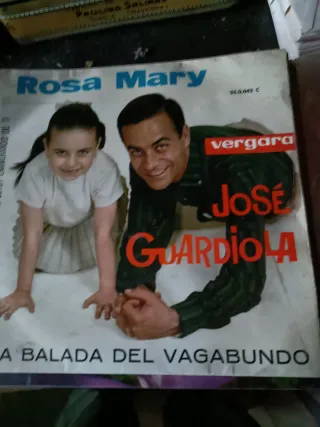 Rosa Mary
vergara
JOSÉ
GUARDIOLA
A BALADA DEL VAGABUNDO